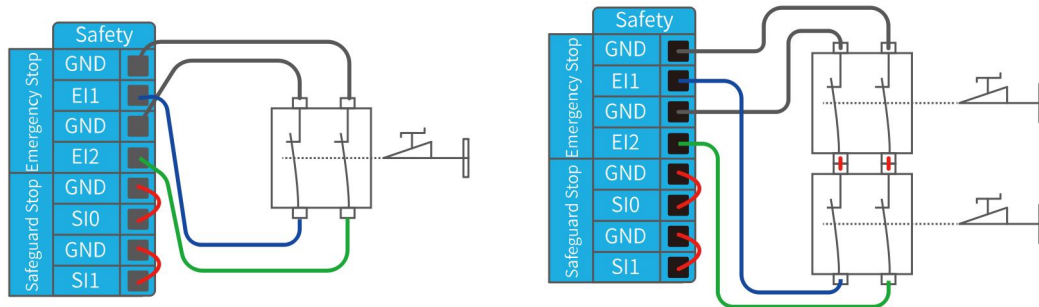 Safety
Emergency Stop
GND
EI1
GND
EI2
Safeguard Stop
GND
SI0
GND
SI1
Safety
Emergency Stop
GND
EI1
GND
EI2
Safeguard Stop
GND
SI0
GND
SI1